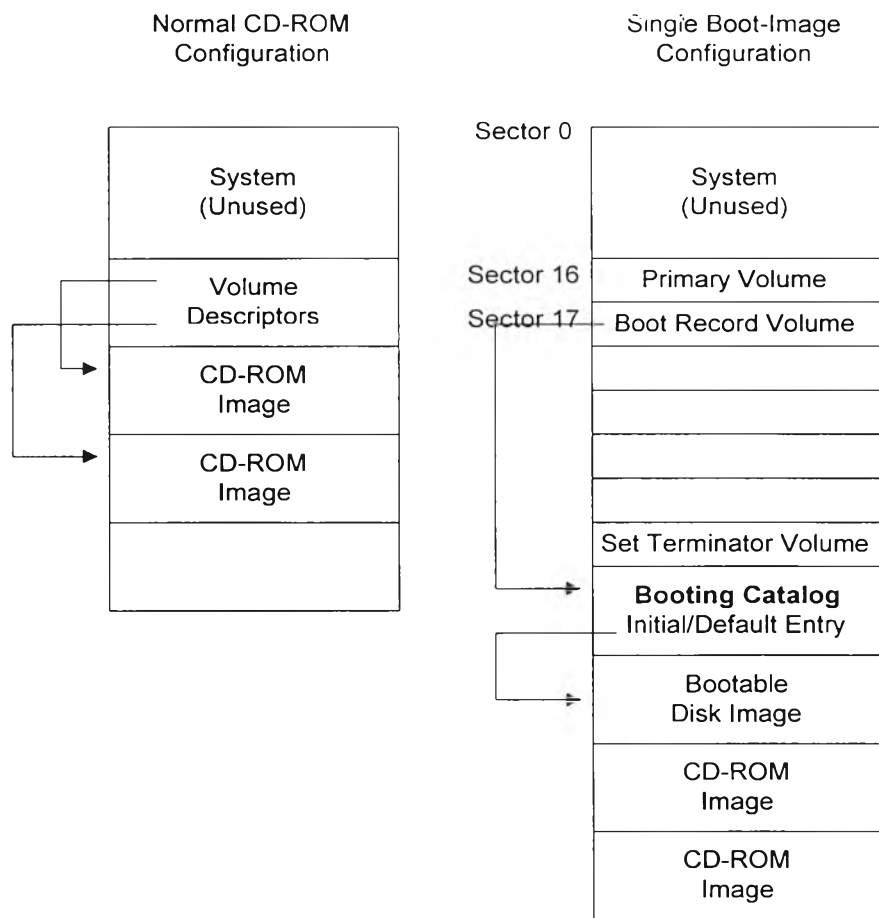 Normal CD-ROM
Configuration
System
(Unused)
Volume
Descriptors
CD-ROM
Image
CD-ROM
Image
Single Boot-Image
Configuration
Sector 0
System
(Unused)
Sector 16
Primary Volume
Sector 17
Boot Record Volume
Set Terminator Volume
Booting Catalog
Initial/Default Entry
Bootable
Disk Image
CD-ROM
Image
CD-ROM
Image